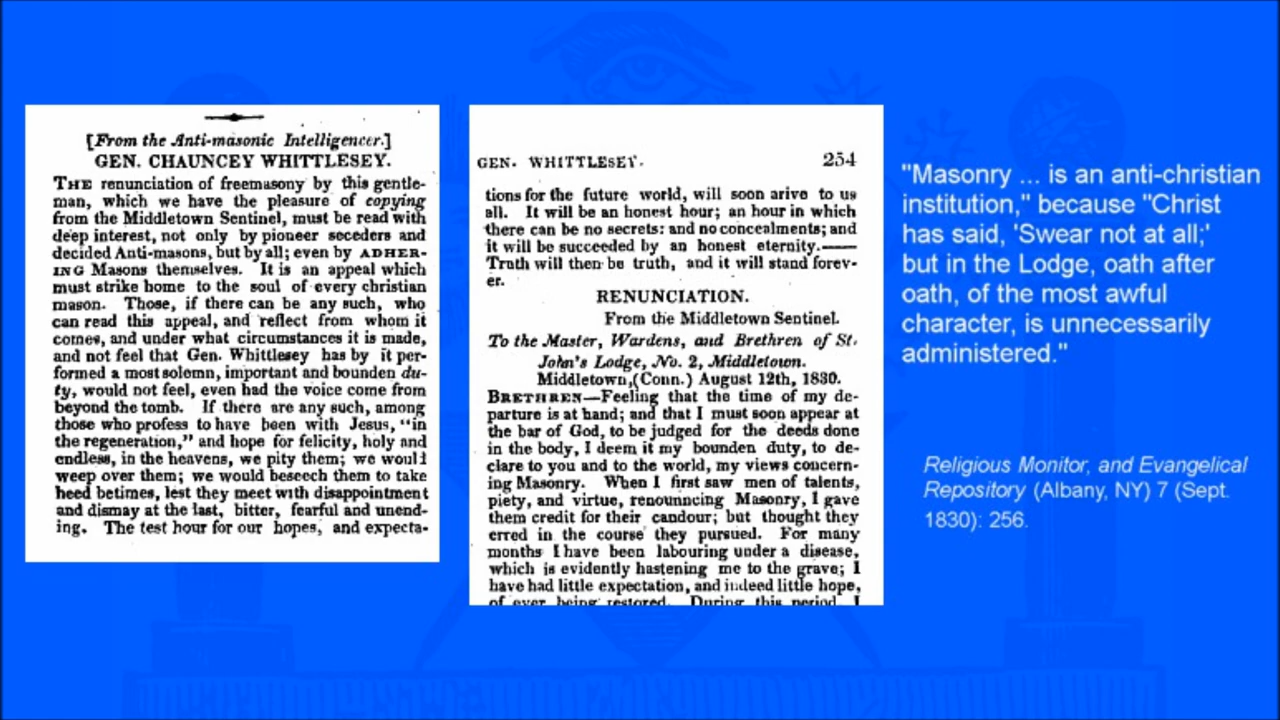 [From the Anti-masonic Intelligencer.]
GEN. CHAUNCEY WHITTLESEY.
THE renunciation of freemasony by this gentle-
man, which we have the pleasure of copying
from the Middletown Sentinel, must be read with
deep interest, not only by pioneer seceders and
decided Anti-masons, but by all; even by ADHER-
ING Masons themselves. It is an appeal which
must strike home to the soul of every christian
mason. Those, if there can be any such, who
can read this appeal, and reflect from whom it
comes, and under what circumstances it is made,
and not feel that Gen. Whittlesey has by it per-
formed a most solemn, important and bounden du-
ty, would not feel, even had the voice come from
beyond the tomb. If there are any such, among
those who profess to have been with Jesus, "in
the regeneration," and hope for felicity, holy and
endless, in the heavens, we pity them; we would
weep over them; we would beseech them to take
heed betimes, lest they meet with disappointment
and dismay at the last, bitter, fearful and unend-
ing. The test hour for our hopes, and expecta-
GEN. WHITTLESEY. 254
tions for the future world, will soon arive to us
all. It will be an honest hour; an hour in which
there can be no secrets: and no concealments; and
it will be succeeded by an honest eternity.——
Truth will then be truth, and it will stand forev-
er.
RENUNCIATION.
From the Middletown Sentinel.
To the Master, Wardens, and Brethren of St.
John's Lodge, No. 2, Middletown.
Middletown,(Conn.) August 12th, 1830.
BRETHREN—Feeling that the time of my de-
parture is at hand; and that I must soon appear at
the bar of God, to be judged for the deeds done
in the body, I deem it my bounden duty, to de-
clare to you and to the world, my views concern-
ing Masonry. When I first saw men of talents,
piety, and virtue, renouncing Masonry, I gave
them credit for their candour; but thought they
erred in the course they pursued. For many
months I have been labouring under a disease,
which is evidently hastening me to the grave; I
have had little expectation, and indeed little hope,
of ever being restored. During this period, I
"Masonry ... is an anti-christian
institution," because "Christ
has said, 'Swear not at all;'
but in the Lodge, oath after
oath, of the most awful
character, is unnecessarily
administered."
Religious Monitor, and Evangelical
Repository (Albany, NY) 7 (Sept.
1830): 256.